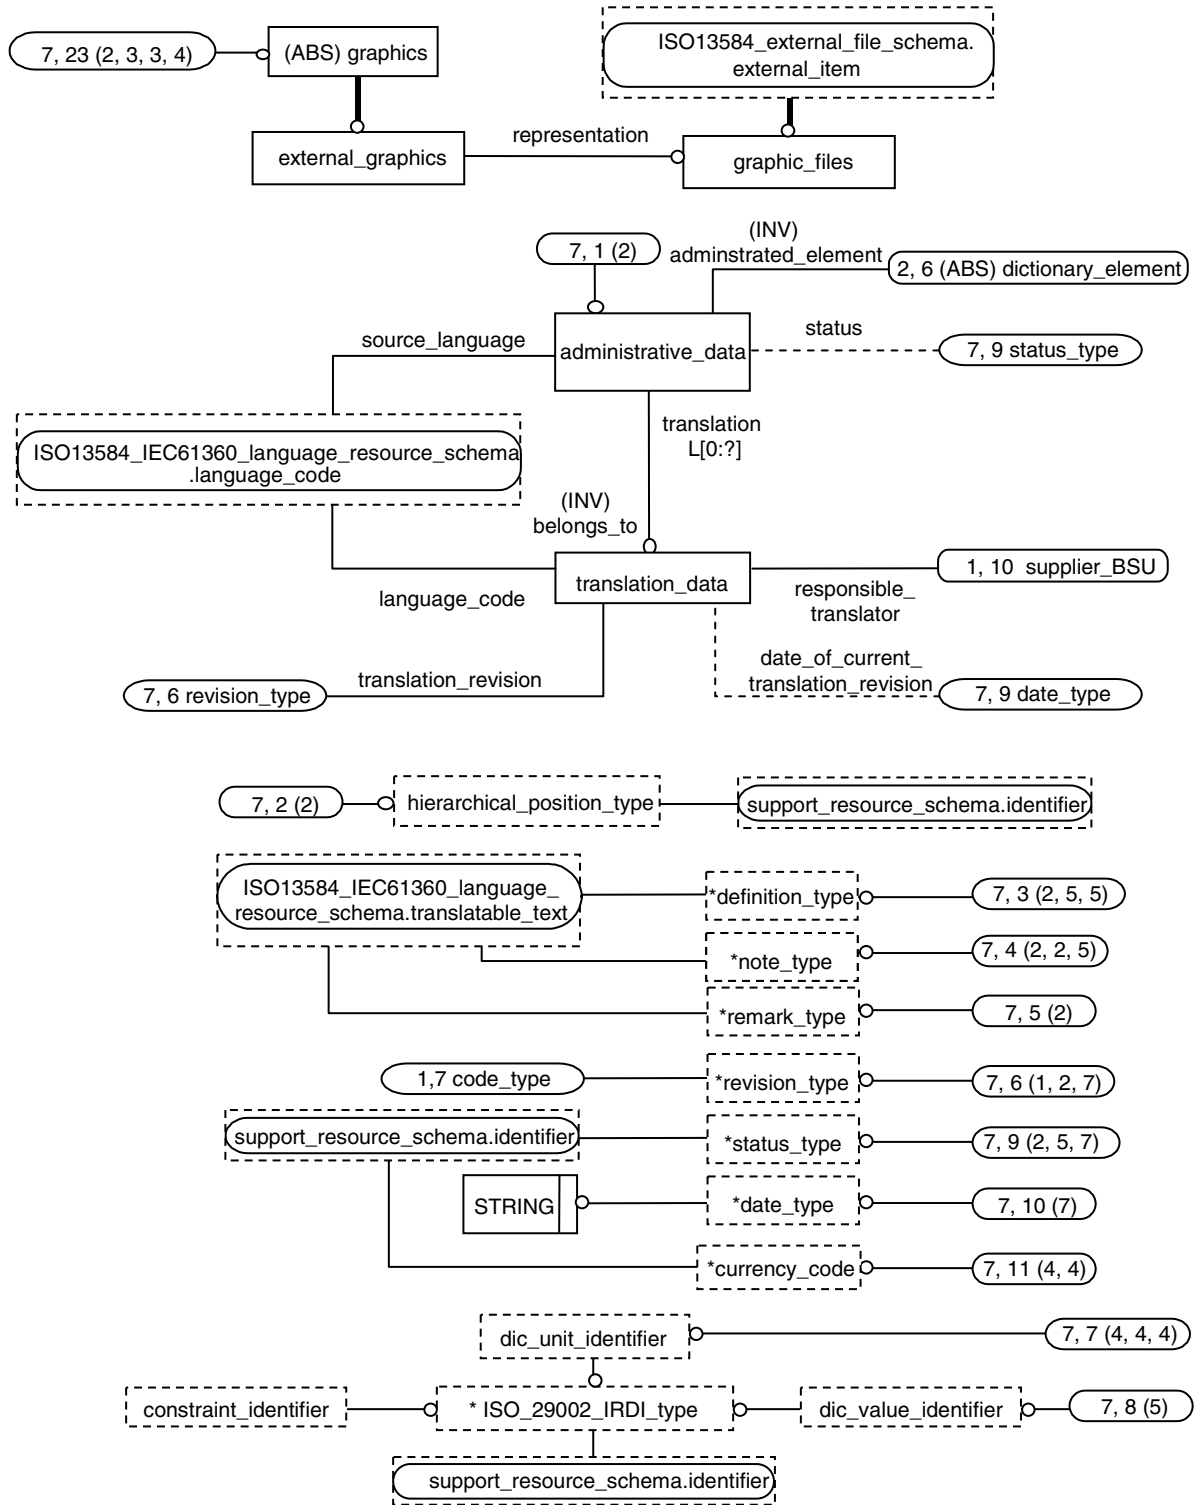 7, 23 (2, 3, 3, 4)
(ABS) graphics
ISO13584_external_file_schema.
external_item
external_graphics
representation
graphic_files
7, 1 (2)
(INV)
adminstrated_element
2, 6 (ABS) dictionary_element
source_language
administrative_data
status
7, 9 status_type
translation
L[0:?]
ISO13584_IEC61360_language_resource_schema
.language_code
(INV)
belongs_to
translation_data
1, 10 supplier_BSU
language_code
responsible_
translator
date_of_current_
translation_revision
7, 6 revision_type
translation_revision
7, 9 date_type
7, 2 (2)
hierarchical_position_type
support_resource_schema.identifier
ISO13584_IEC61360_language_
resource_schema.translatable_text
*definition_type
7, 3 (2, 5, 5)
*note_type
7, 4 (2, 2, 5)
*remark_type
7, 5 (2)
1,7 code_type
*revision_type
7, 6 (1, 2, 7)
support_resource_schema.identifier
*status_type
7, 9 (2, 5, 7)
STRING
*date_type
7, 10 (7)
*currency_code
7, 11 (4, 4)
dic_unit_identifier
7, 7 (4, 4, 4)
constraint_identifier
* ISO_29002_IRDI_type
dic_value_identifier
7, 8 (5)
support_resource_schema.identifier